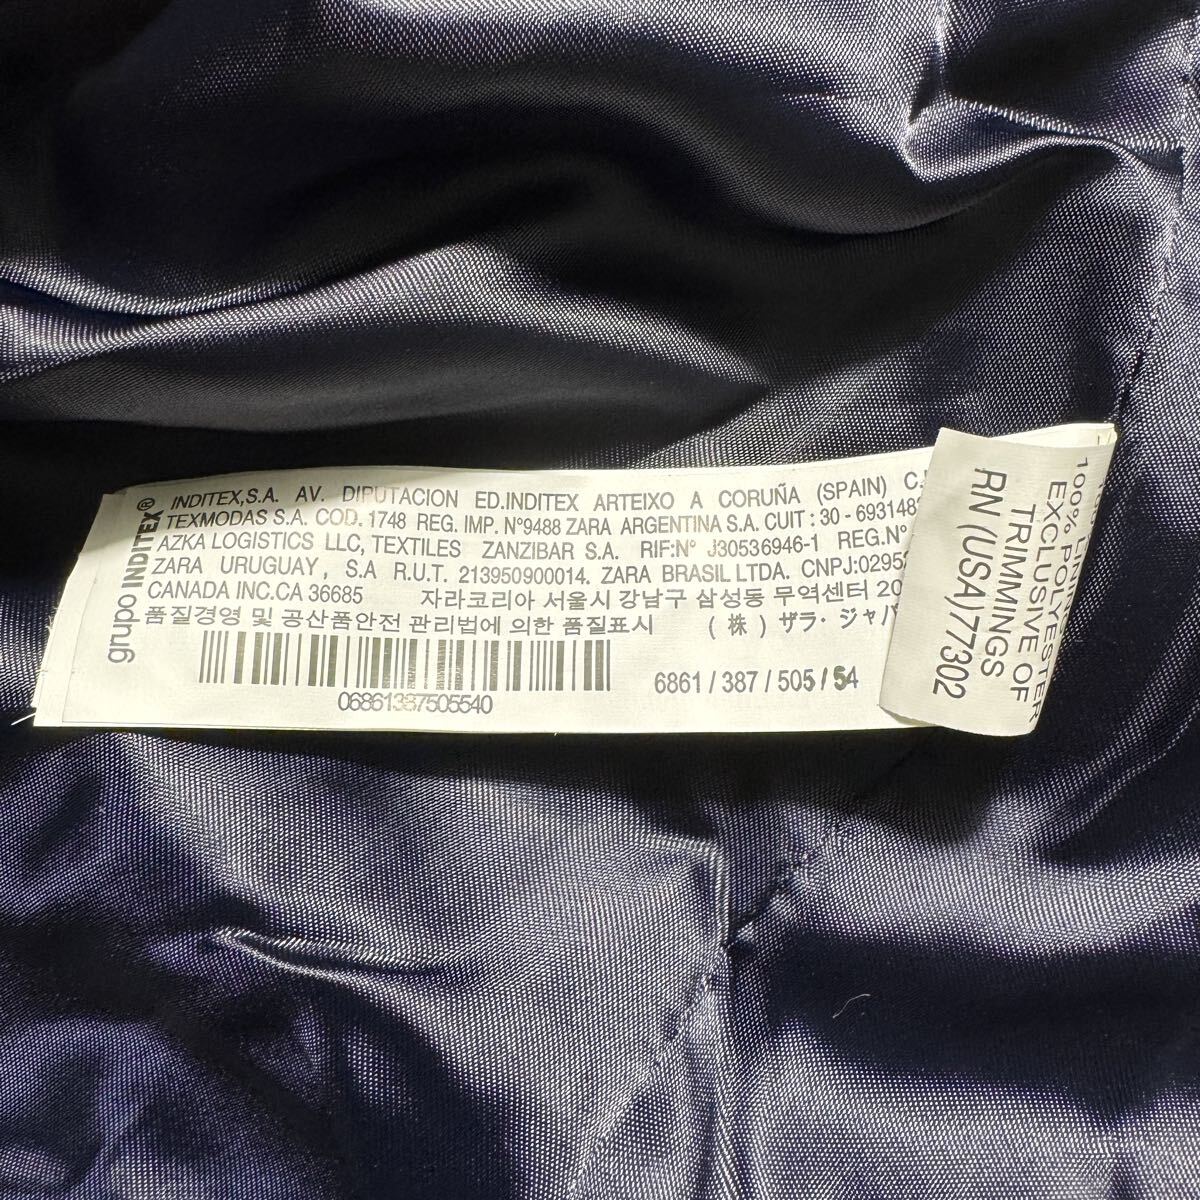 grupo INDITEX®
INDITEX,S.A. AV. DIPUTACION ED.INDITEX ARTEIXO A CORUÑA (SPAIN) C.
TEXMODAS S.A. COD. 1748 REG. IMP. N°9488 ZARA ARGENTINA S.A. CUIT : 30 - 693148
AZKA LOGISTICS LLC, TEXTILES ZANZIBAR S.A. RIF:N° J30536946-1 REG.N°
ZARA URUGUAY, S.A R.U.T. 213950900014. ZARA BRASIL LTDA. CNPJ:0295
CANADA INC.CA 36685 자라코리아 서울시 강남구 삼성동 무역센터 20
품질경영 및 공산품안전 관리법에 의한 품질표시 (株) ザラ・ジャパ
06861387505540
6861 / 387 / 505 / 54
100% POLYESTER
EXCLUSIVE OF
TRIMMINGS
RN (USA)77302